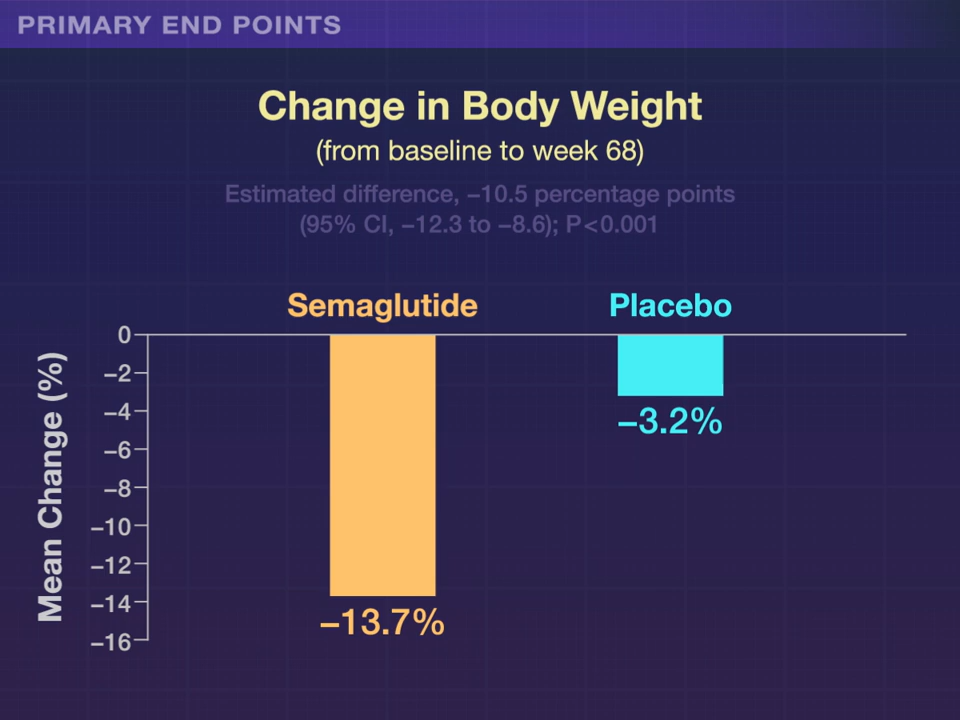 PRIMARY END POINTS
Change in Body Weight
(from baseline to week 68)
Estimated difference, −10.5 percentage points
(95% CI, −12.3 to −8.6); P<0.001
Semaglutide
Placebo
Mean Change (%)
0
−2
−4
−6
−8
−10
−12
−14
−16
−3.2%
−13.7%